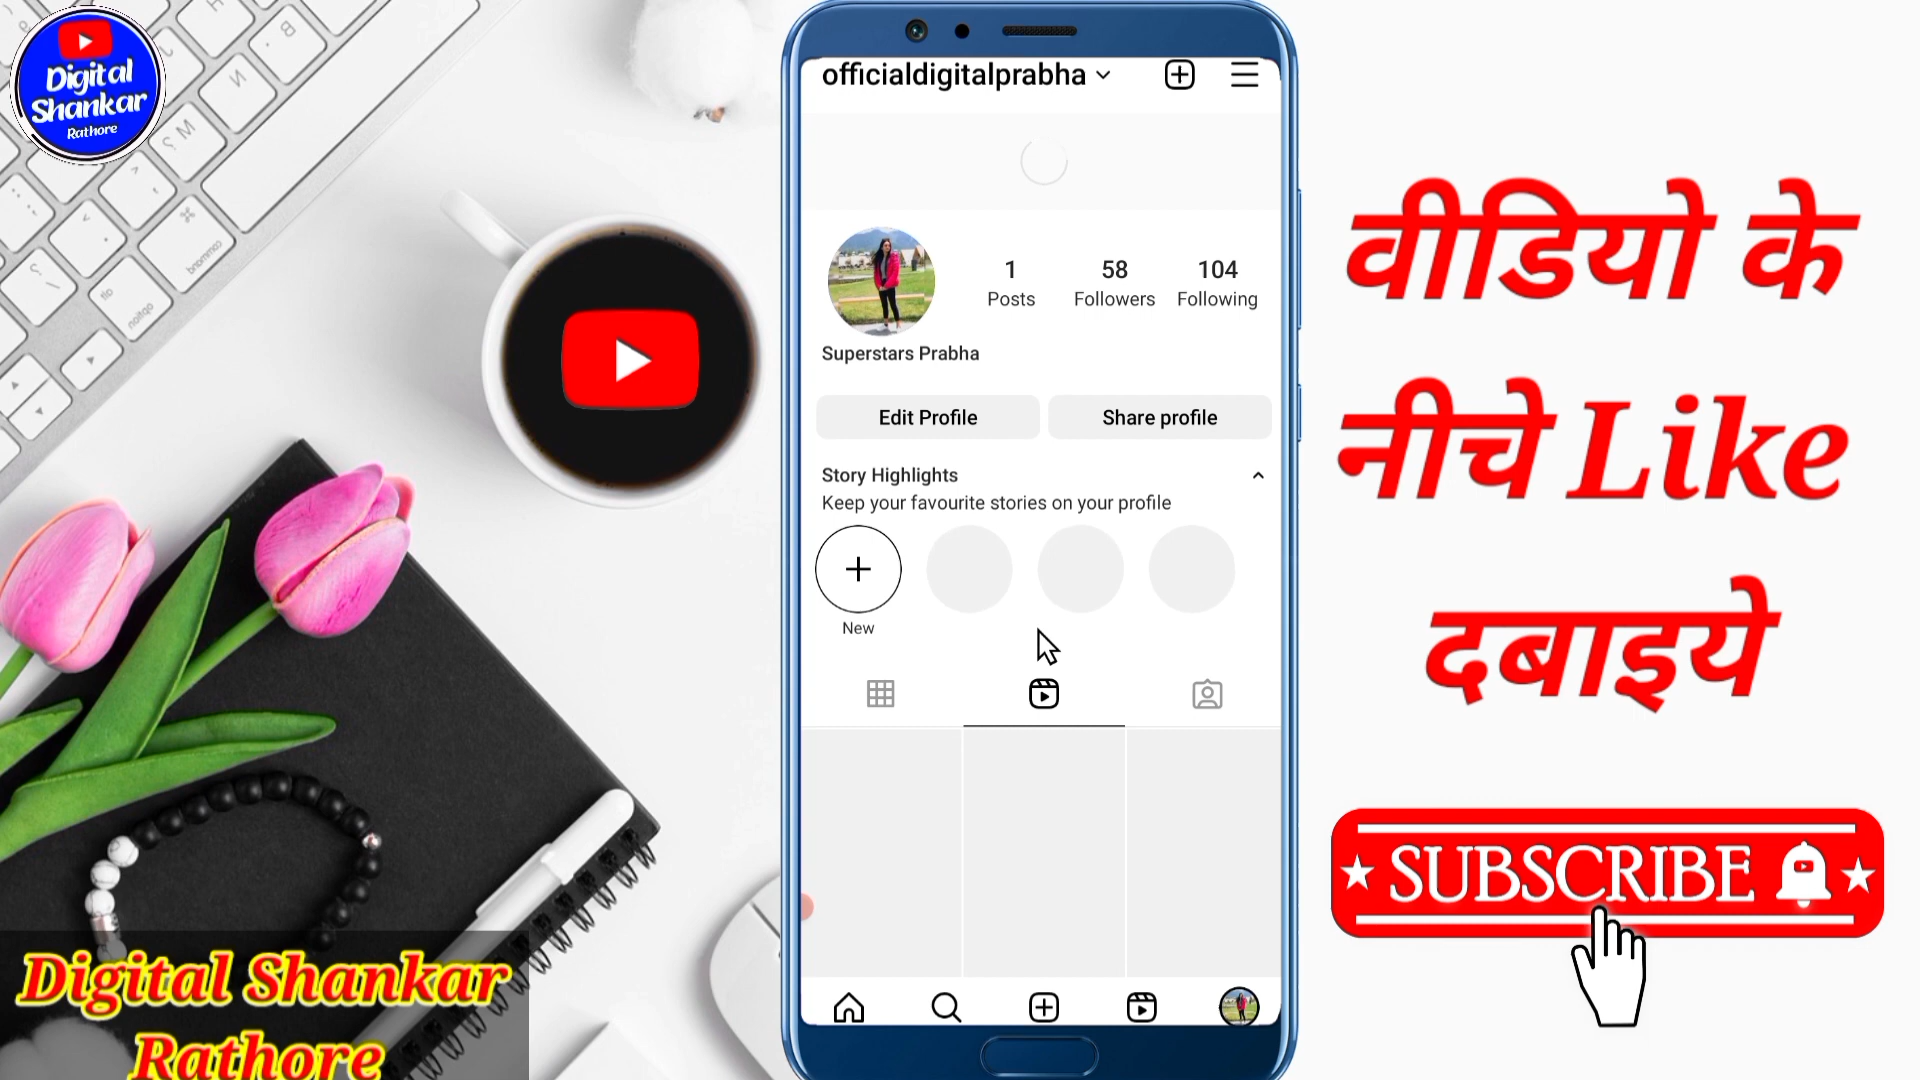 Digital
Shankar
Rathore
officialdigitalprabha
1
Posts
58
Followers
104
Following
Superstars Prabha
Edit Profile
Share profile
Story Highlights
Keep your favourite stories on your profile
New
वीडियो के
नीचे Like
दबाइये
SUBSCRIBE
Digital Shankar
Rathore